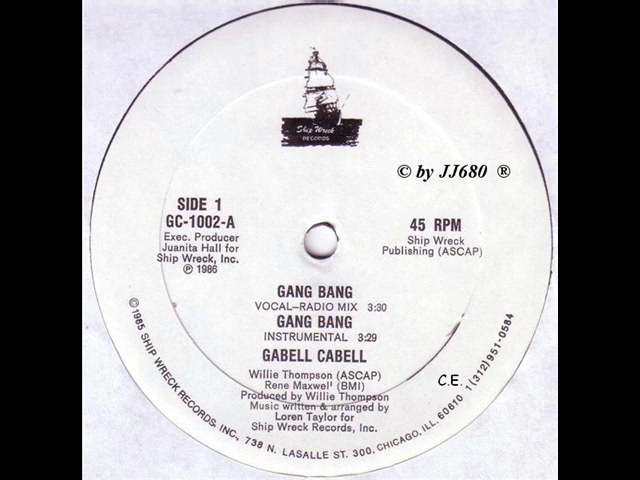 Ship Wreck
RECORDS
© by JJ680 ®
SIDE 1
GC-1002-A
Exec. Producer
Juanita Hall for
Ship Wreck, Inc.
℗ 1986
45 RPM
Ship Wreck
Publishing (ASCAP)
GANG BANG
VOCAL–RADIO MIX 3:30
GANG BANG
INSTRUMENTAL 3:29
GABELL CABELL
Willie Thompson (ASCAP)
Rene Maxwel' (BMI)
Produced by Willie Thompson
Music written & arranged by
Loren Taylor for
Ship Wreck Records, Inc.
C.E.
©1985 SHIP WRECK RECORDS, INC., 738 N. LASALLE ST. 300, CHICAGO, ILL. 60610 1(312)951-0584